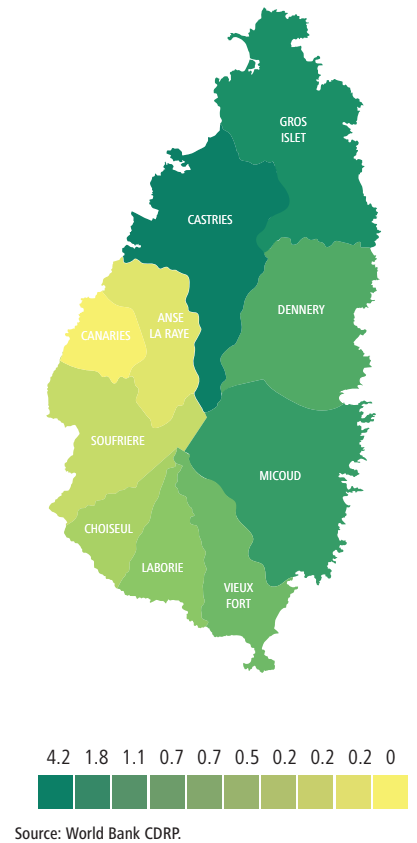 GROS
ISLET
CASTRIES
DENNERY
ANSE
LA RAYE
CANARIES
SOUFRIERE
MICOUD
CHOISEUL
LABORIE
VIEUX
FORT
4.2 1.8 1.1 0.7 0.7 0.5 0.2 0.2 0.2 0
Source: World Bank CDRP.